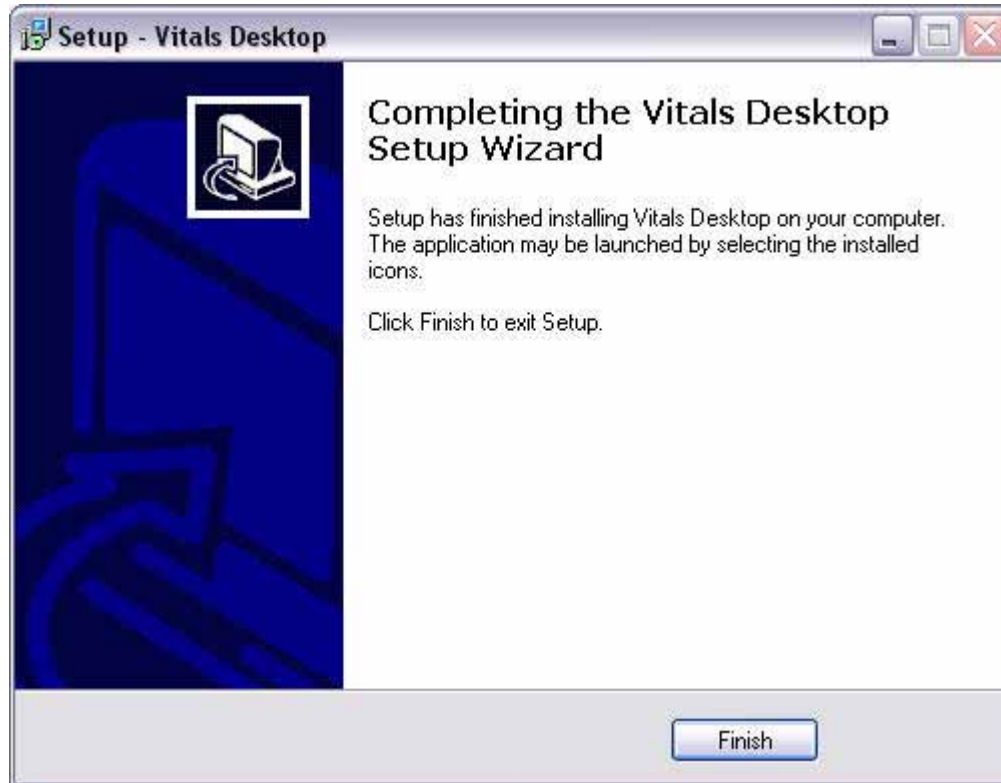 Setup - Vitals Desktop
Completing the Vitals Desktop
Setup Wizard
Setup has finished installing Vitals Desktop on your computer.
The application may be launched by selecting the installed
icons.
Click Finish to exit Setup.
Finish